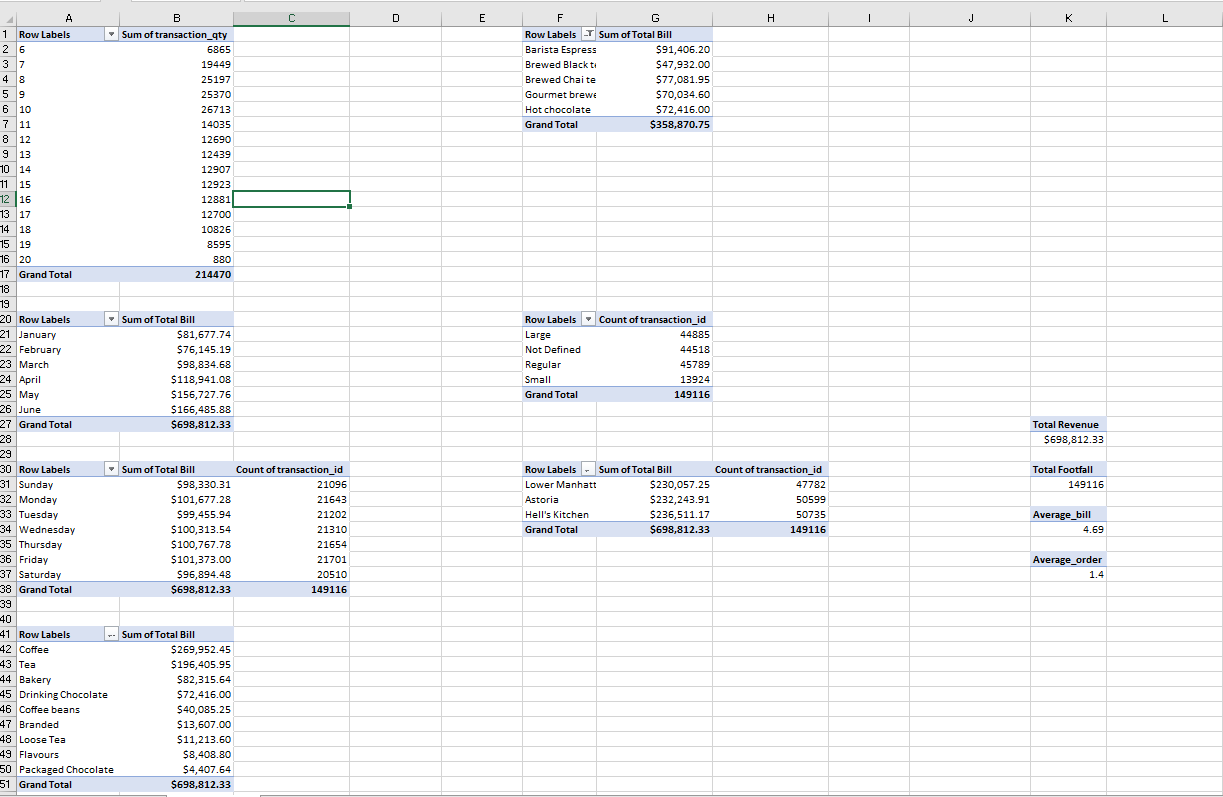 A B C D E F G H I J K L
1 Row Labels Sum of transaction_qty Row Labels Sum of Total Bill
2 6 6865 Barista Espress $91,406.20
3 7 19449 Brewed Black te $47,932.00
4 8 25197 Brewed Chai te $77,081.95
5 9 25370 Gourmet brewe $70,034.60
6 10 26713 Hot chocolate $72,416.00
7 11 14035 Grand Total $358,870.75
8 12 12690
9 13 12439
10 14 12907
11 15 12923
12 16 12881
13 17 12700
14 18 10826
15 19 8595
16 20 880
17 Grand Total 214470
18
19
20 Row Labels Sum of Total Bill Row Labels Count of transaction_id
21 January $81,677.74 Large 44885
22 February $76,145.19 Not Defined 44518
23 March $98,834.68 Regular 45789
24 April $118,941.08 Small 13924
25 May $156,727.76 Grand Total 149116
26 June $166,485.88
27 Grand Total $698,812.33 Total Revenue
28 $698,812.33
29
30 Row Labels Sum of Total Bill Count of transaction_id Row Labels Sum of Total Bill Count of transaction_id Total Footfall
31 Sunday $98,330.31 21096 Lower Manhatt $230,057.25 47782 149116
32 Monday $101,677.28 21643 Astoria $232,243.91 50599
33 Tuesday $99,455.94 21202 Hell's Kitchen $236,511.17 50735 Average_bill
34 Wednesday $100,313.54 21310 Grand Total $698,812.33 149116 4.69
35 Thursday $100,767.78 21654
36 Friday $101,373.00 21701 Average_order
37 Saturday $96,894.48 20510 1.4
38 Grand Total $698,812.33 149116
39
40
41 Row Labels Sum of Total Bill
42 Coffee $269,952.45
43 Tea $196,405.95
44 Bakery $82,315.64
45 Drinking Chocolate $72,416.00
46 Coffee beans $40,085.25
47 Branded $13,607.00
48 Loose Tea $11,213.60
49 Flavours $8,408.80
50 Packaged Chocolate $4,407.64
51 Grand Total $698,812.33